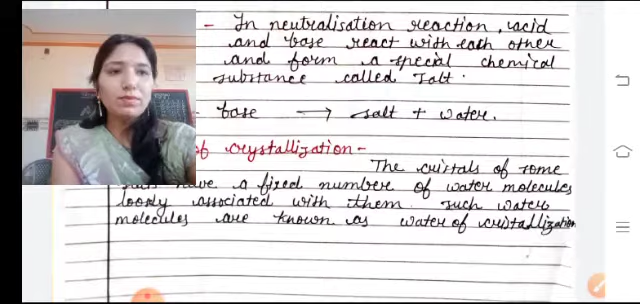 - In neutralisation reaction, acid
and base react with each other
and form a special chemical
substance called salt.
base → salt + water.
of crystallization -
The cristals of some
have a fixed number of water molecules
loosly associated with them. such water
molecules are known as water of cristallization